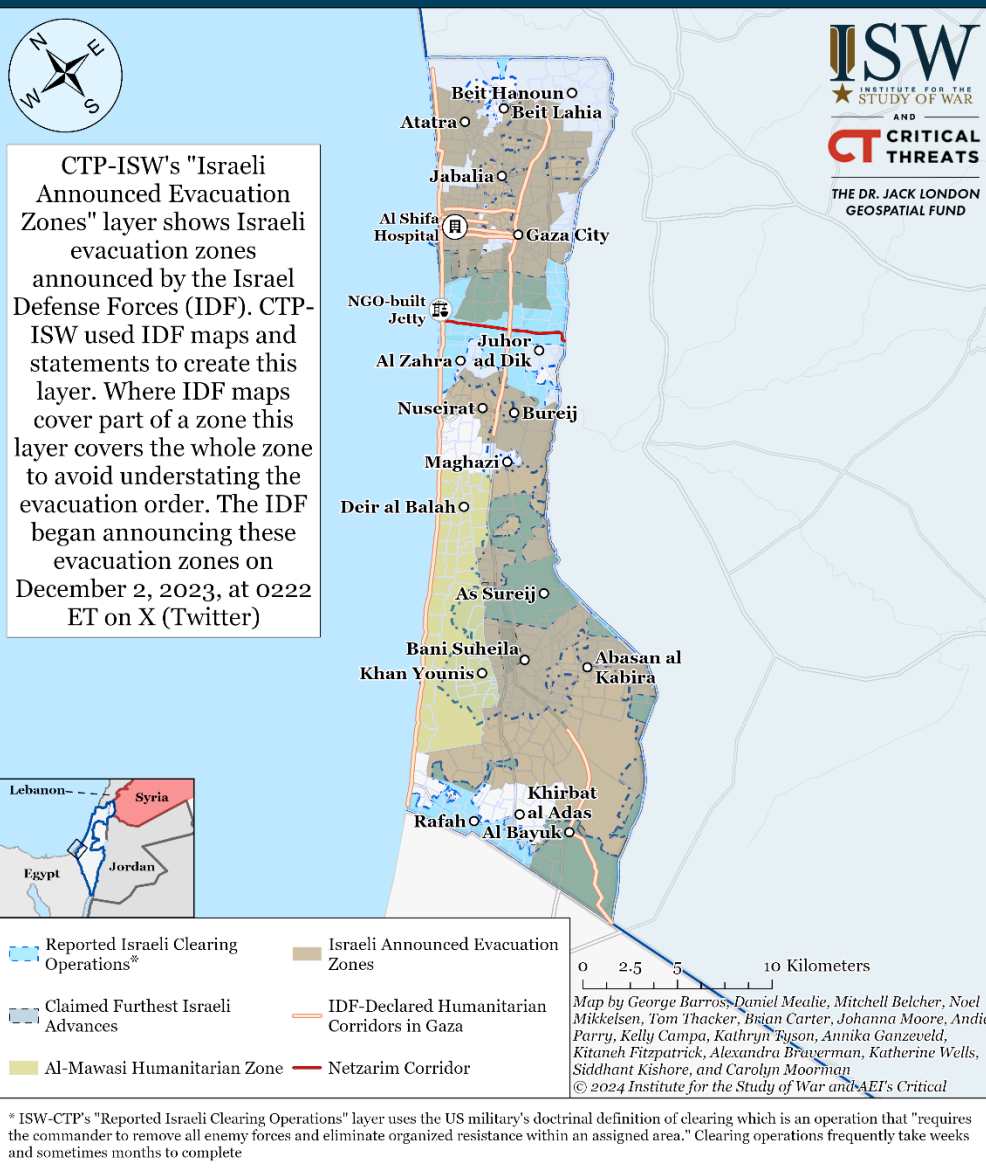 N
E
W
S
ISW
INSTITUTE FOR THE
STUDY OF WAR
AND
CT CRITICAL
THREATS
THE DR. JACK LONDON
GEOSPATIAL FUND
CTP-ISW's "Israeli
Announced Evacuation
Zones" layer shows Israeli
evacuation zones
announced by the Israel
Defense Forces (IDF). CTP-
ISW used IDF maps and
statements to create this
layer. Where IDF maps
cover part of a zone this
layer covers the whole zone
to avoid understating the
evacuation order. The IDF
began announcing these
evacuation zones on
December 2, 2023, at 0222
ET on X (Twitter)
Beit Hanoun
Beit Lahia
Atatra
Jabalia
Al Shifa
Hospital
Gaza City
NGO-built
Jetty
Juhor
ad Dik
Al Zahra
Nuseirat
Bureij
Maghazi
Deir al Balah
As Sureij
Bani Suheila
Abasan al
Kabira
Khan Younis
Khirbat
al Adas
Rafah
Al Bayuk
Lebanon
Syria
Egypt
Jordan
Reported Israeli Clearing
Operations*
Claimed Furthest Israeli
Advances
Al-Mawasi Humanitarian Zone
Israeli Announced Evacuation
Zones
IDF-Declared Humanitarian
Corridors in Gaza
Netzarim Corridor
0 2.5 5 10 Kilometers
Map by George Barros, Daniel Mealie, Mitchell Belcher, Noel
Mikkelsen, Tom Thacker, Brian Carter, Johanna Moore, Andie
Parry, Kelly Campa, Kathryn Tyson, Annika Ganzeveld,
Kitaneh Fitzpatrick, Alexandra Braverman, Katherine Wells,
Siddhant Kishore, and Carolyn Moorman
© 2024 Institute for the Study of War and AEI's Critical
* ISW-CTP's "Reported Israeli Clearing Operations" layer uses the US military's doctrinal definition of clearing which is an operation that "requires
the commander to remove all enemy forces and eliminate organized resistance within an assigned area." Clearing operations frequently take weeks
and sometimes months to complete